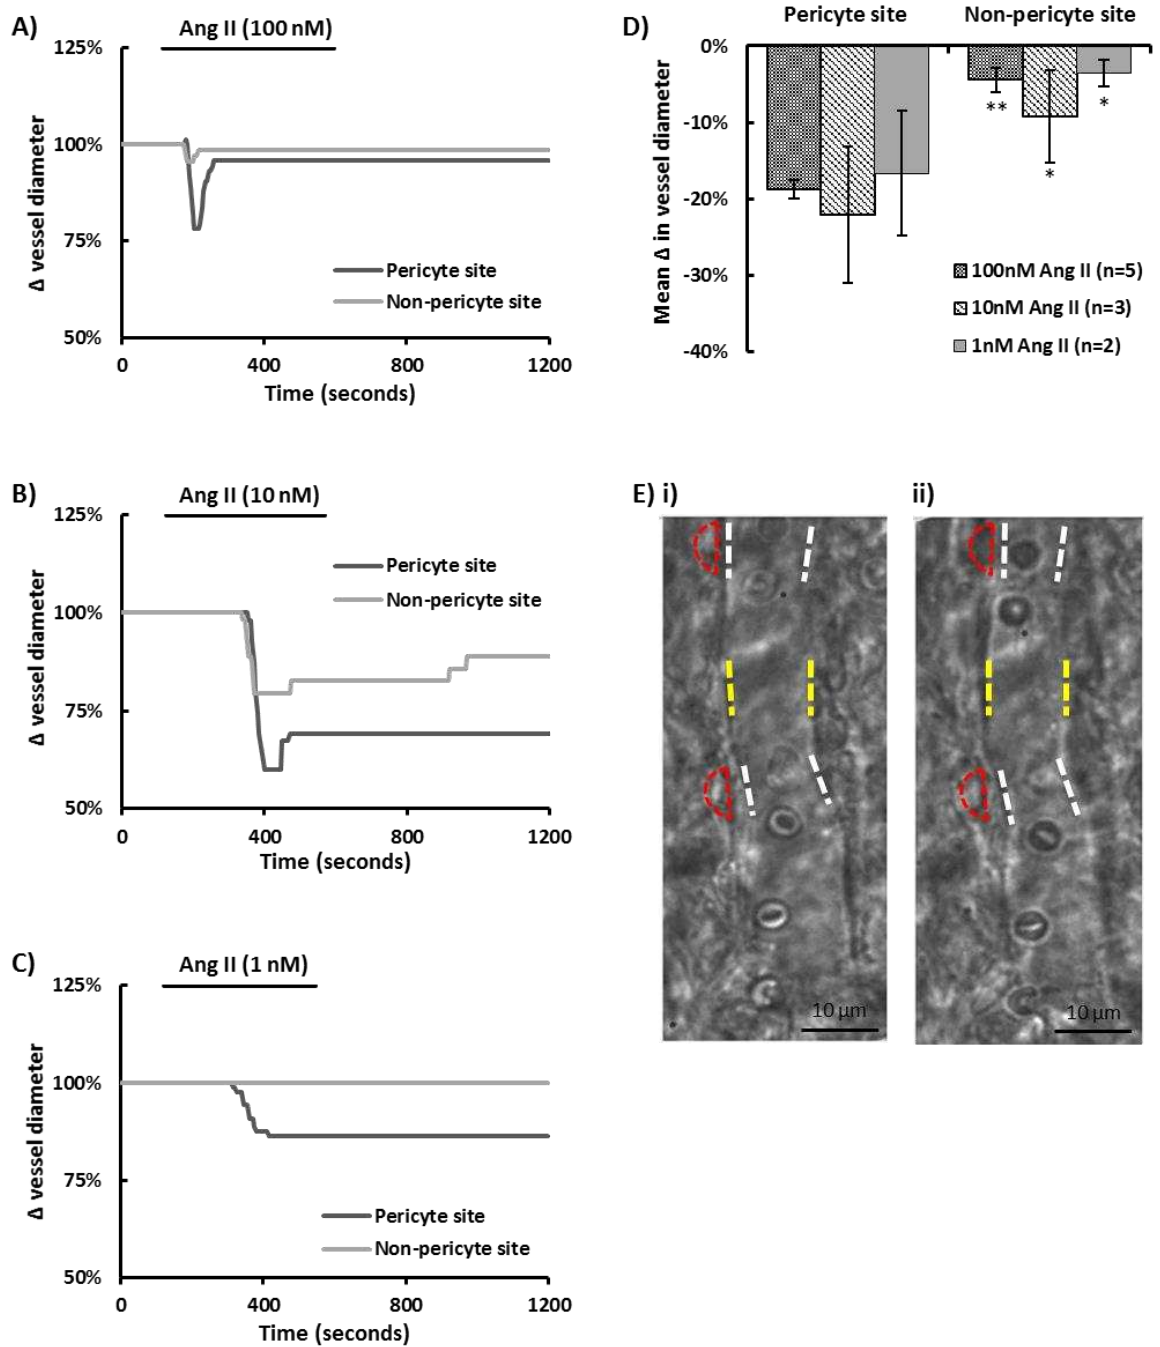 A)
Ang II (100 nM)
125%
100%
75%
50%
Δ vessel diameter
Pericyte site
Non-pericyte site
0 400 800 1200
Time (seconds)
B)
Ang II (10 nM)
125%
100%
75%
50%
Δ vessel diameter
Pericyte site
Non-pericyte site
0 400 800 1200
Time (seconds)
C)
Ang II (1 nM)
125%
100%
75%
50%
Δ vessel diameter
Pericyte site
Non-pericyte site
0 400 800 1200
Time (seconds)
D)
Pericyte site Non-pericyte site
0%
-10%
-20%
-30%
-40%
Mean Δ in vessel diameter
**
*
*
100nM Ang II (n=5)
10nM Ang II (n=3)
1nM Ang II (n=2)
E) i) ii)
10 µm
10 µm